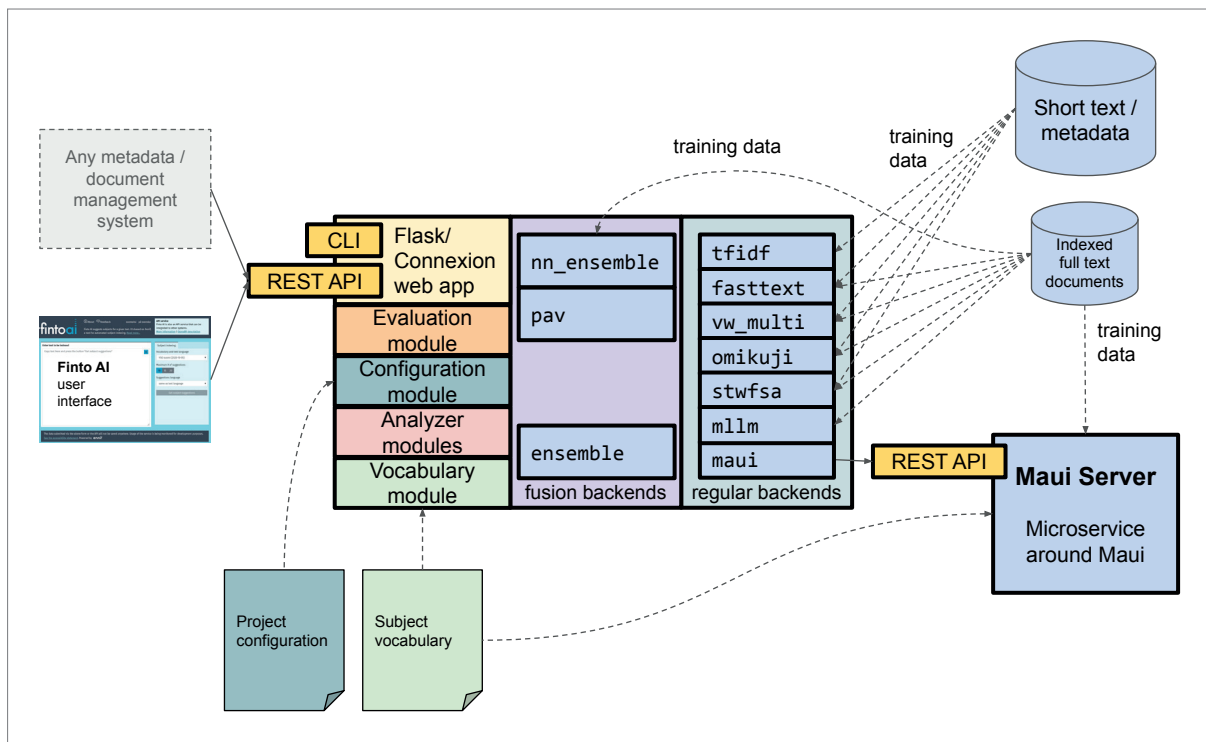 Any metadata /
document
management
system
fintoai
Finto AI
user
interface
CLI
REST API
Flask/
Connexion
web app
Evaluation
module
Configuration
module
Analyzer
modules
Vocabulary
module
training data
nn_ensemble
pav
ensemble
fusion backends
training
data
tfidf
fasttext
vw_multi
omikuji
stwfsa
mllm
maui
regular backends
Short text /
metadata
Indexed
full text
documents
training
data
REST API
Maui Server
Microservice
around Maui
Project
configuration
Subject
vocabulary